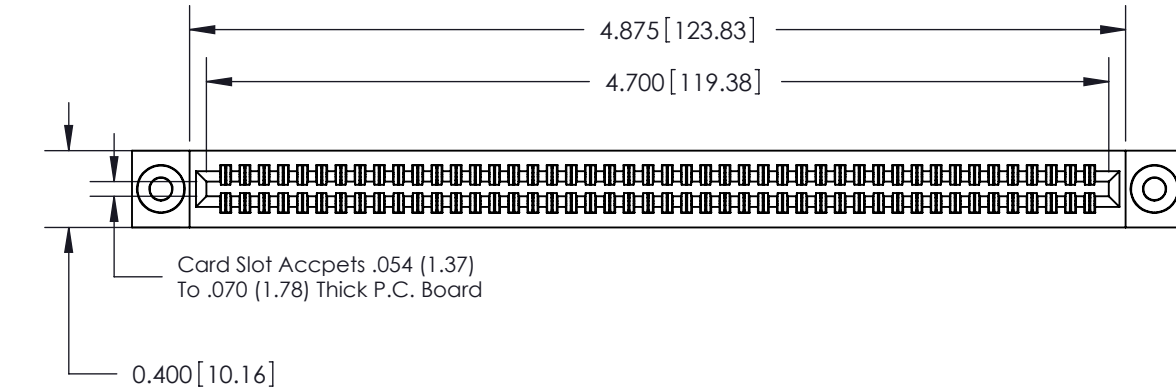 4.875[123.83]
4.700[119.38]
Card Slot Accpets .054 (1.37)
To .070 (1.78) Thick P.C. Board
0.400[10.16]